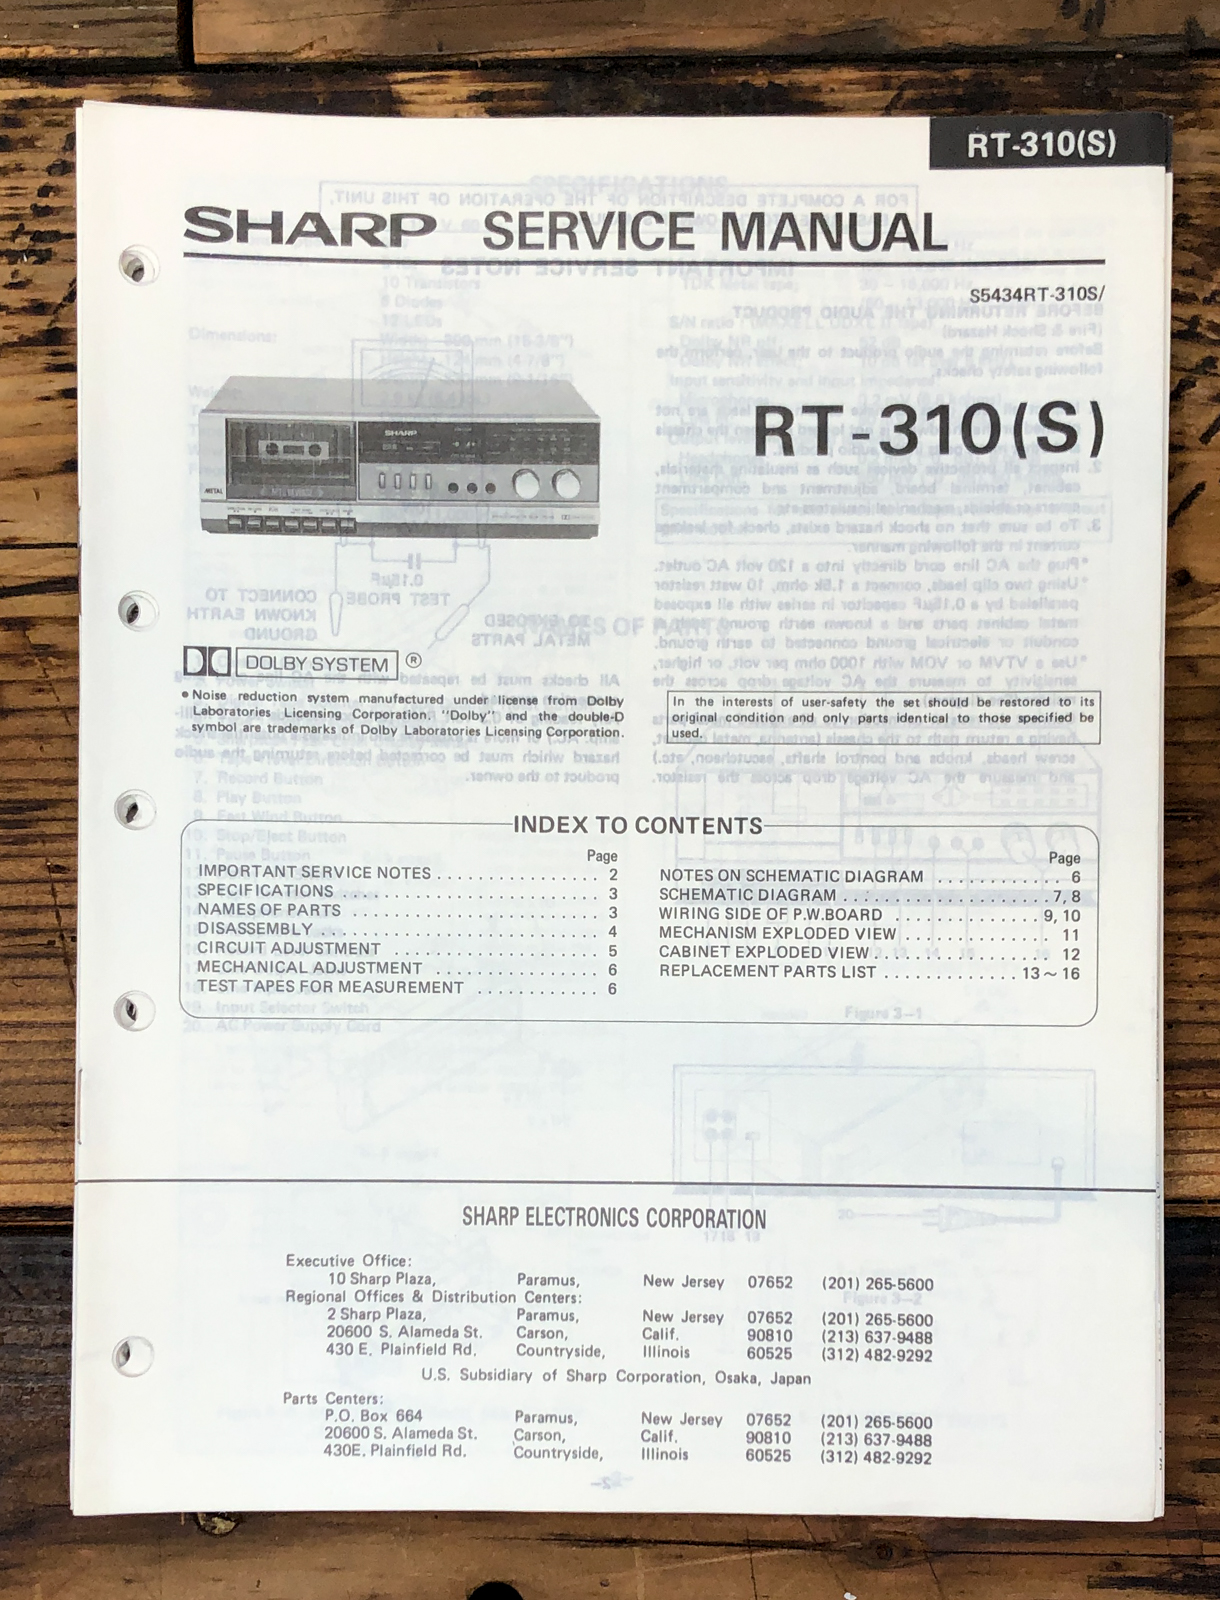 RT-310(S)
SHARP SERVICE MANUAL
S5434RT-310S/
RT-310(S)
SHARP
METAL
DOLBY SYSTEM ®
• Noise reduction system manufactured under license from Dolby
Laboratories Licensing Corporation. "Dolby" and the double-D
symbol are trademarks of Dolby Laboratories Licensing Corporation.
In the interests of user-safety the set should be restored to its
original condition and only parts identical to those specified be
used.
INDEX TO CONTENTS
Page
IMPORTANT SERVICE NOTES . . . . . . . . . . . . . . . . 2
SPECIFICATIONS . . . . . . . . . . . . . . . . . . . . . . . . . 3
NAMES OF PARTS . . . . . . . . . . . . . . . . . . . . . . . . 3
DISASSEMBLY . . . . . . . . . . . . . . . . . . . . . . . . . . . 4
CIRCUIT ADJUSTMENT . . . . . . . . . . . . . . . . . . . . . 5
MECHANICAL ADJUSTMENT . . . . . . . . . . . . . . . . 6
TEST TAPES FOR MEASUREMENT . . . . . . . . . . . . 6
Page
NOTES ON SCHEMATIC DIAGRAM . . . . . . . . . . . . 6
SCHEMATIC DIAGRAM . . . . . . . . . . . . . . . . . . . . . 7, 8
WIRING SIDE OF P.W.BOARD . . . . . . . . . . . . . . 9, 10
MECHANISM EXPLODED VIEW . . . . . . . . . . . . . . 11
CABINET EXPLODED VIEW . . . . . . . . . . . . . . . . . 12
REPLACEMENT PARTS LIST . . . . . . . . . . . . . 13 ~ 16
SHARP ELECTRONICS CORPORATION
Executive Office:
10 Sharp Plaza, Paramus, New Jersey 07652 (201) 265-5600
Regional Offices & Distribution Centers:
2 Sharp Plaza, Paramus, New Jersey 07652 (201) 265-5600
20600 S. Alameda St. Carson, Calif. 90810 (213) 637-9488
430 E. Plainfield Rd. Countryside, Illinois 60525 (312) 482-9292
U.S. Subsidiary of Sharp Corporation, Osaka, Japan
Parts Centers:
P.O. Box 664 Paramus, New Jersey 07652 (201) 265-5600
20600 S. Alameda St. Carson, Calif. 90810 (213) 637-9488
430E. Plainfield Rd. Countryside, Illinois 60525 (312) 482-9292